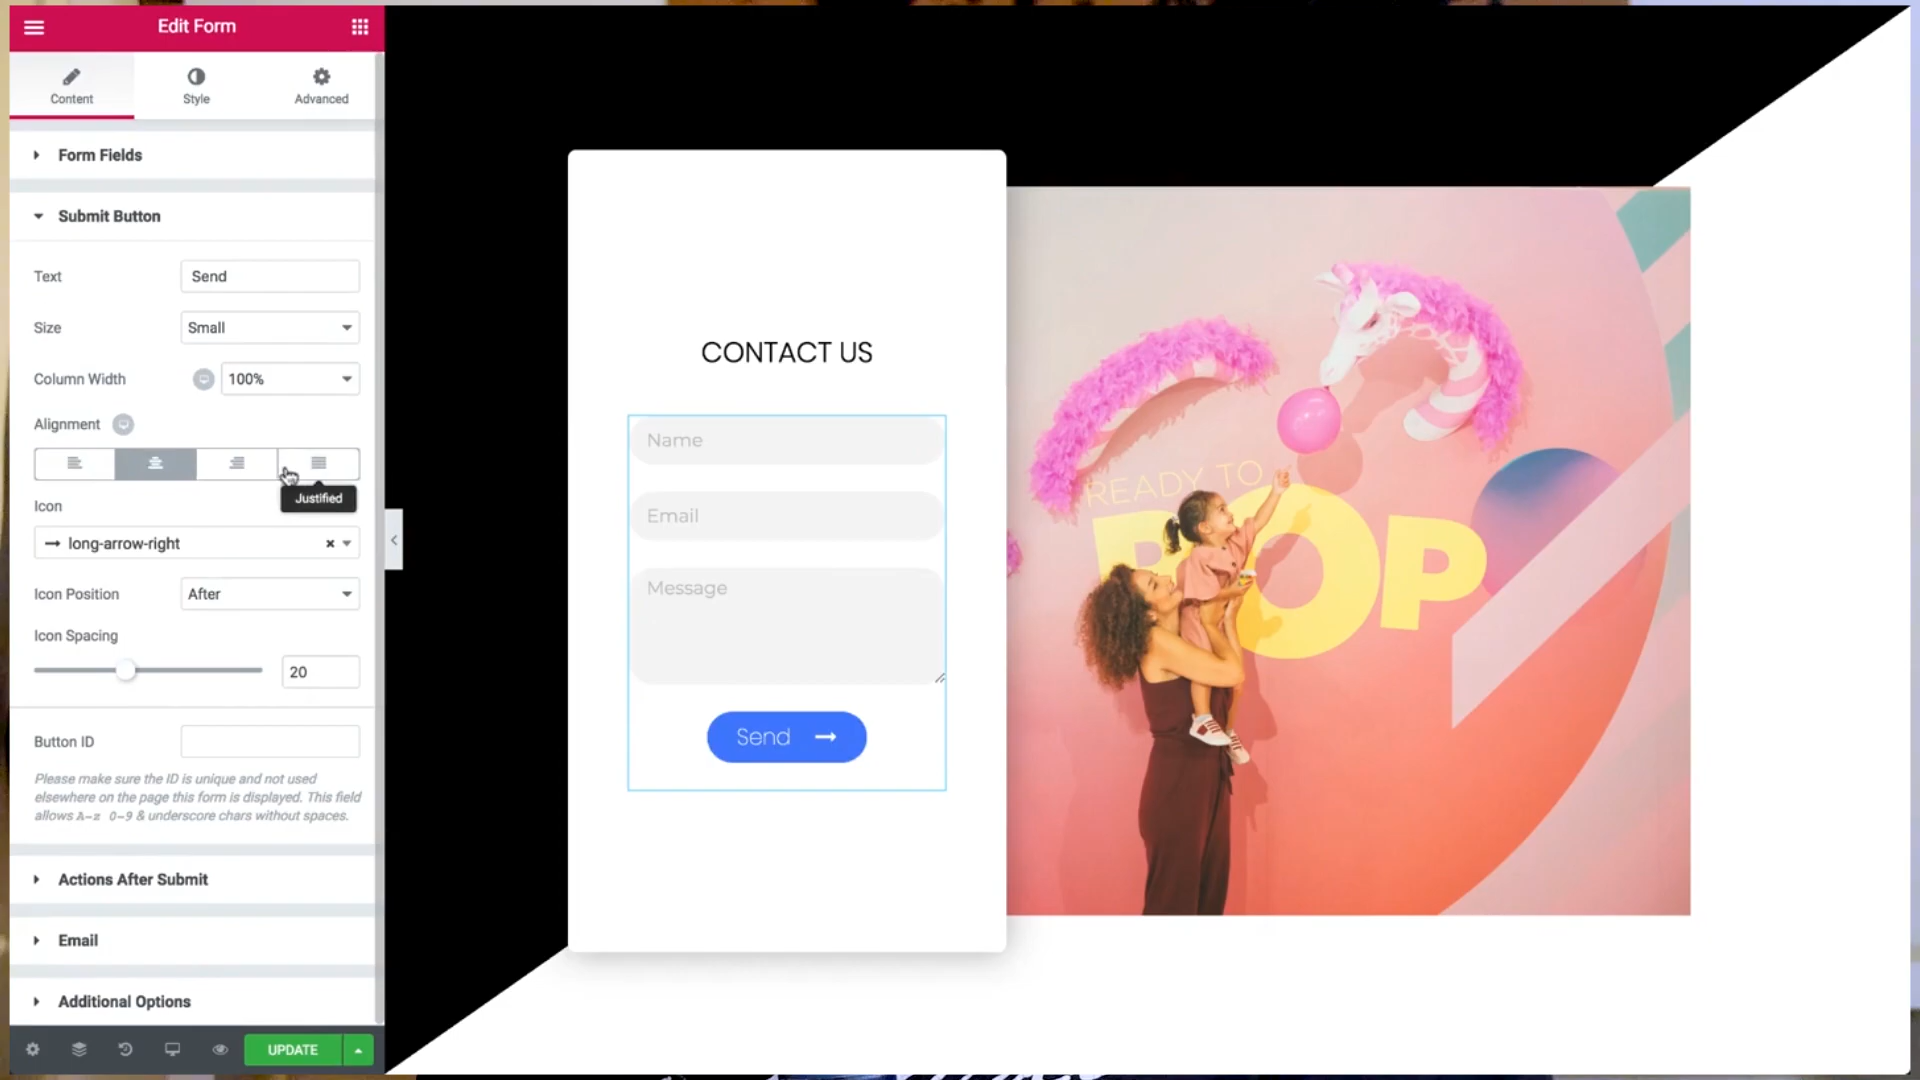 Edit Form
Content
Style
Advanced
Form Fields
Submit Button
Text
Send
Size
Small
Column Width
100%
Alignment
Justified
Icon
long-arrow-right
Icon Position
After
Icon Spacing
20
Button ID
Please make sure the ID is unique and not used
elsewhere on the page this form is displayed. This field
allows A-z 0-9 & underscore chars without spaces.
Actions After Submit
Email
Additional Options
UPDATE
CONTACT US
Name
Email
Message
Send
READY TO
POP